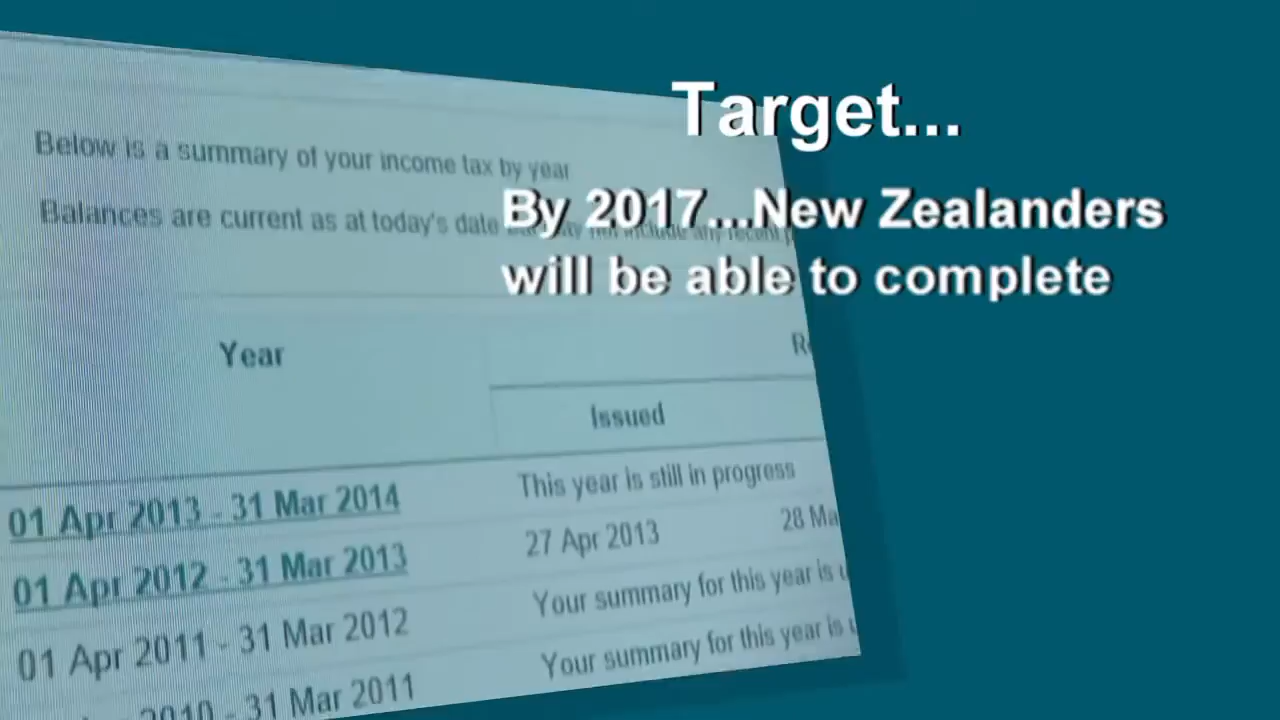 Target...
By 2017....New Zealanders
will be able to complete
Below is a summary of your income tax by year
Balances are current as at today's date
Year
Issued
01 Apr 2013 - 31 Mar 2014 This year is still in progress
01 Apr 2012 - 31 Mar 2013 27 Apr 2013 28 Ma
01 Apr 2011 - 31 Mar 2012 Your summary for this year is
2010 - 31 Mar 2011 Your summary for this year is